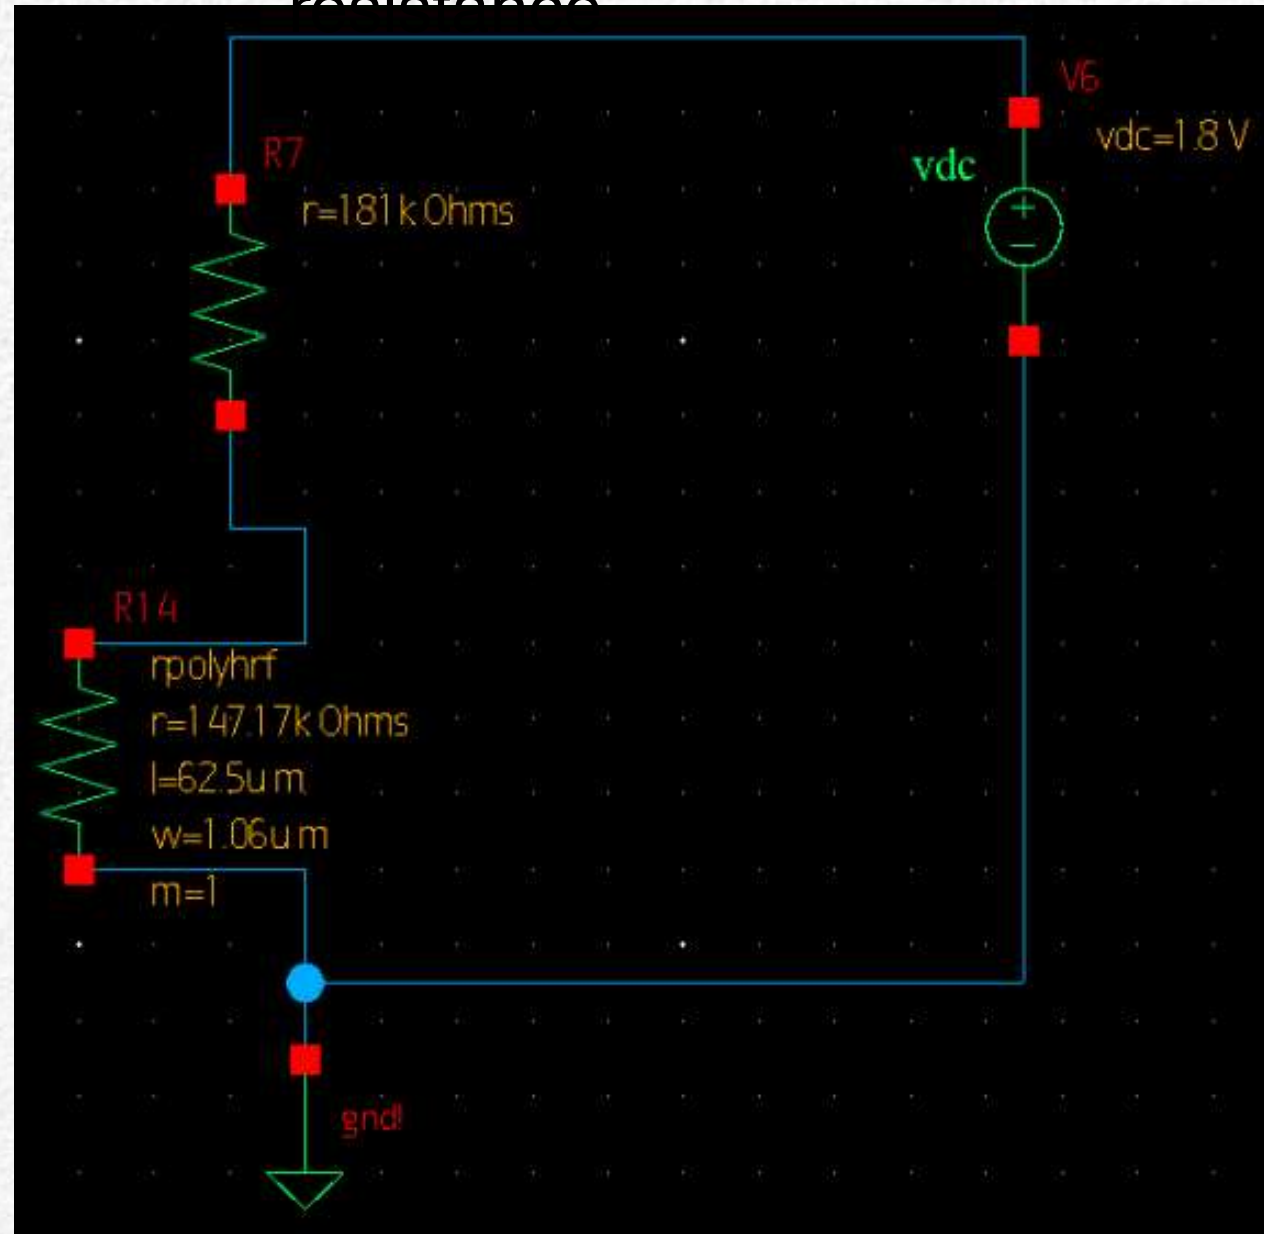 resistance
V6
vdc=1.8 V
vdc
R7
r=181k Ohms
R14
rpolyhrf
r=147.17k Ohms
l=62.5u m
w=1.06u m
m=1
gnd!